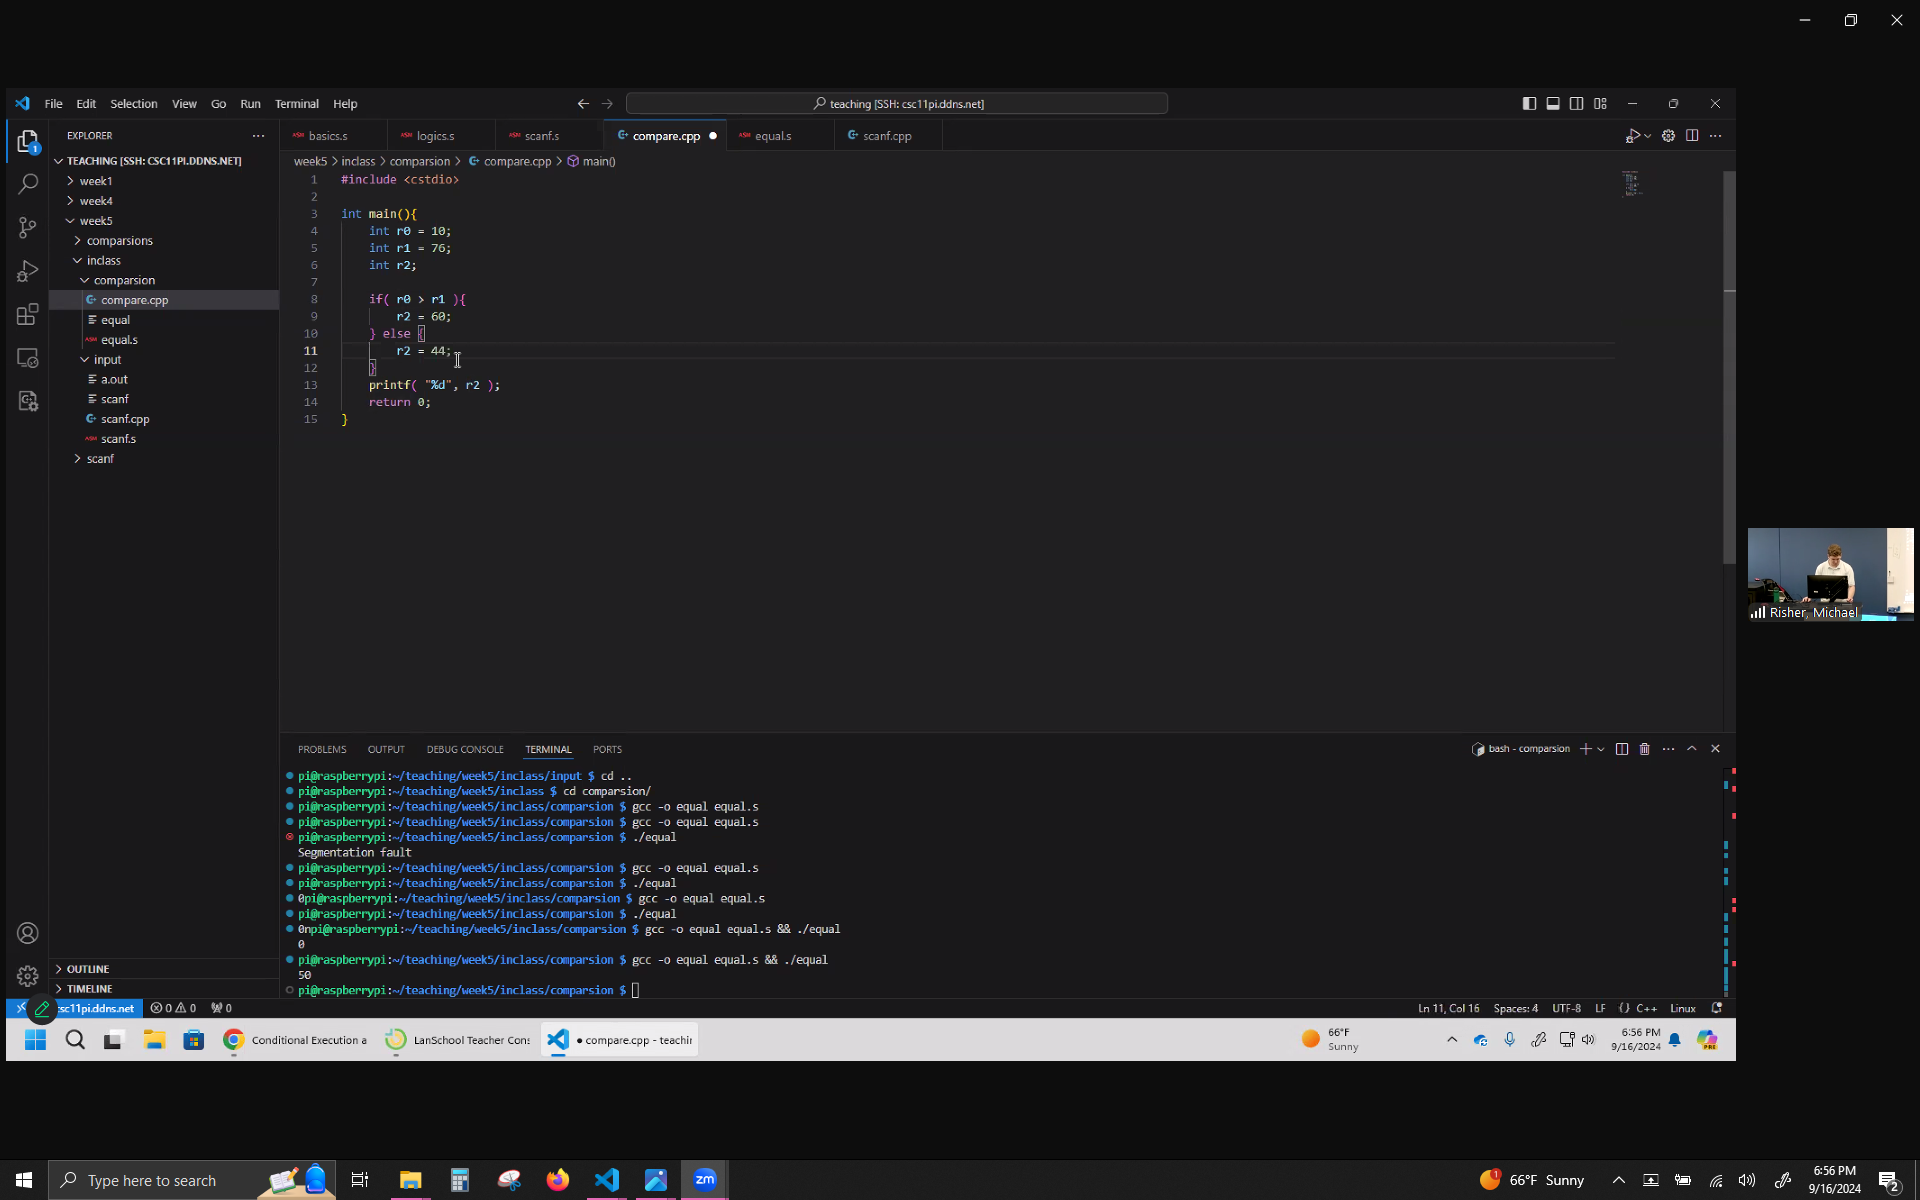 File Edit Selection View Go Run Terminal Help
teaching [SSH: csc11pi.ddns.net]
EXPLORER
basics.s
logics.s
scanf.s
compare.cpp
equal.s
scanf.cpp
TEACHING [SSH: CSC11PI.DDNS.NET]
week1
week4
week5
comparsions
inclass
comparsion
compare.cpp
equal
equal.s
input
a.out
scanf
scanf.cpp
scanf.s
scanf
OUTLINE
TIMELINE
week5 > inclass > comparsion > compare.cpp > main()
1 #include <cstdio>
2
3 int main(){
4 int r0 = 10;
5 int r1 = 76;
6 int r2;
7
8 if( r0 > r1 ){
9 r2 = 60;
10 } else {
11 r2 = 44;
12 }
13 printf( "%d", r2 );
14 return 0;
15 }
PROBLEMS OUTPUT DEBUG CONSOLE TERMINAL PORTS
bash - comparsion
pi@raspberrypi:~/teaching/week5/inclass/input $ cd ..
pi@raspberrypi:~/teaching/week5/inclass $ cd comparsion/
pi@raspberrypi:~/teaching/week5/inclass/comparsion $ gcc -o equal equal.s
pi@raspberrypi:~/teaching/week5/inclass/comparsion $ gcc -o equal equal.s
pi@raspberrypi:~/teaching/week5/inclass/comparsion $ ./equal
Segmentation fault
pi@raspberrypi:~/teaching/week5/inclass/comparsion $ gcc -o equal equal.s
pi@raspberrypi:~/teaching/week5/inclass/comparsion $ ./equal
0pi@raspberrypi:~/teaching/week5/inclass/comparsion $ gcc -o equal equal.s
pi@raspberrypi:~/teaching/week5/inclass/comparsion $ ./equal
0npi@raspberrypi:~/teaching/week5/inclass/comparsion $ gcc -o equal equal.s && ./equal
0
pi@raspberrypi:~/teaching/week5/inclass/comparsion $ gcc -o equal equal.s && ./equal
50
pi@raspberrypi:~/teaching/week5/inclass/comparsion $
Risher, Michael
csc11pi.ddns.net 0 0 0
Ln 11, Col 16 Spaces: 4 UTF-8 LF {} C++ Linux
Conditional Execution a
LanSchool Teacher Cons
compare.cpp - teachin
66°F
Sunny
6:56 PM
9/16/2024
Type here to search
66°F Sunny
6:56 PM
9/16/2024
2